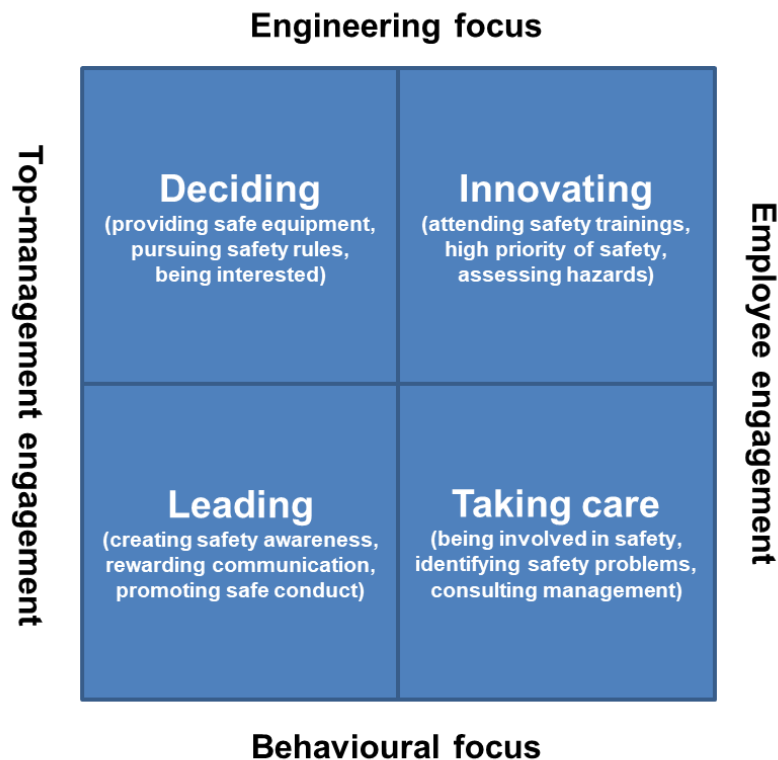 Engineering focus
Top-management engagement
Deciding
(providing safe equipment,
pursuing safety rules,
being interested)
Innovating
(attending safety trainings,
high priority of safety,
assessing hazards)
Employee engagement
Leading
(creating safety awareness,
rewarding communication,
promoting safe conduct)
Taking care
(being involved in safety,
identifying safety problems,
consulting management)
Behavioural focus